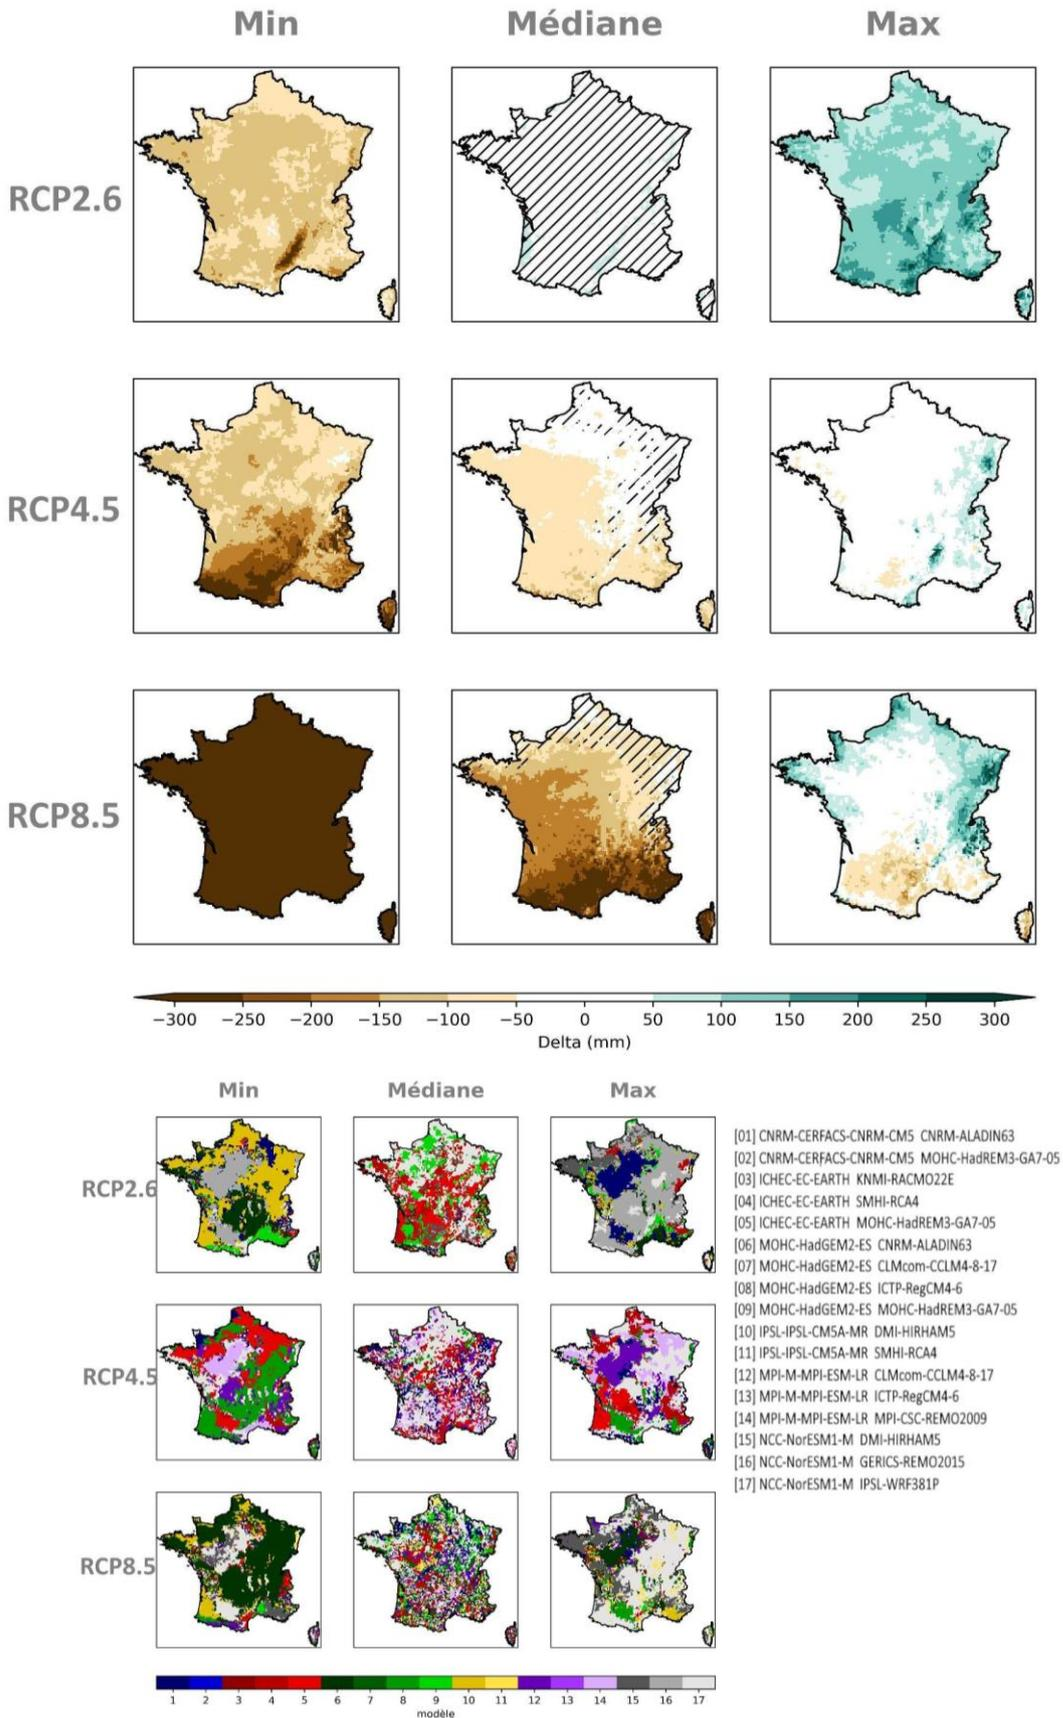 Min Médiane Max
RCP2.6
RCP4.5
RCP8.5
−300 −250 −200 −150 −100 −50 0 50 100 150 200 250 300
Delta (mm)
Min Médiane Max
RCP2.6
RCP4.5
RCP8.5
[01] CNRM-CERFACS-CNRM-CM5 CNRM-ALADIN63
[02] CNRM-CERFACS-CNRM-CM5 MOHC-HadREM3-GA7-05
[03] ICHEC-EC-EARTH KNMI-RACMO22E
[04] ICHEC-EC-EARTH SMHI-RCA4
[05] ICHEC-EC-EARTH MOHC-HadREM3-GA7-05
[06] MOHC-HadGEM2-ES CNRM-ALADIN63
[07] MOHC-HadGEM2-ES CLMcom-CCLM4-8-17
[08] MOHC-HadGEM2-ES ICTP-RegCM4-6
[09] MOHC-HadGEM2-ES MOHC-HadREM3-GA7-05
[10] IPSL-IPSL-CM5A-MR DMI-HIRHAM5
[11] IPSL-IPSL-CM5A-MR SMHI-RCA4
[12] MPI-M-MPI-ESM-LR CLMcom-CCLM4-8-17
[13] MPI-M-MPI-ESM-LR ICTP-RegCM4-6
[14] MPI-M-MPI-ESM-LR MPI-CSC-REMO2009
[15] NCC-NorESM1-M DMI-HIRHAM5
[16] NCC-NorESM1-M GERICS-REMO2015
[17] NCC-NorESM1-M IPSL-WRF381P
1 2 3 4 5 6 7 8 9 10 11 12 13 14 15 16 17
modèle